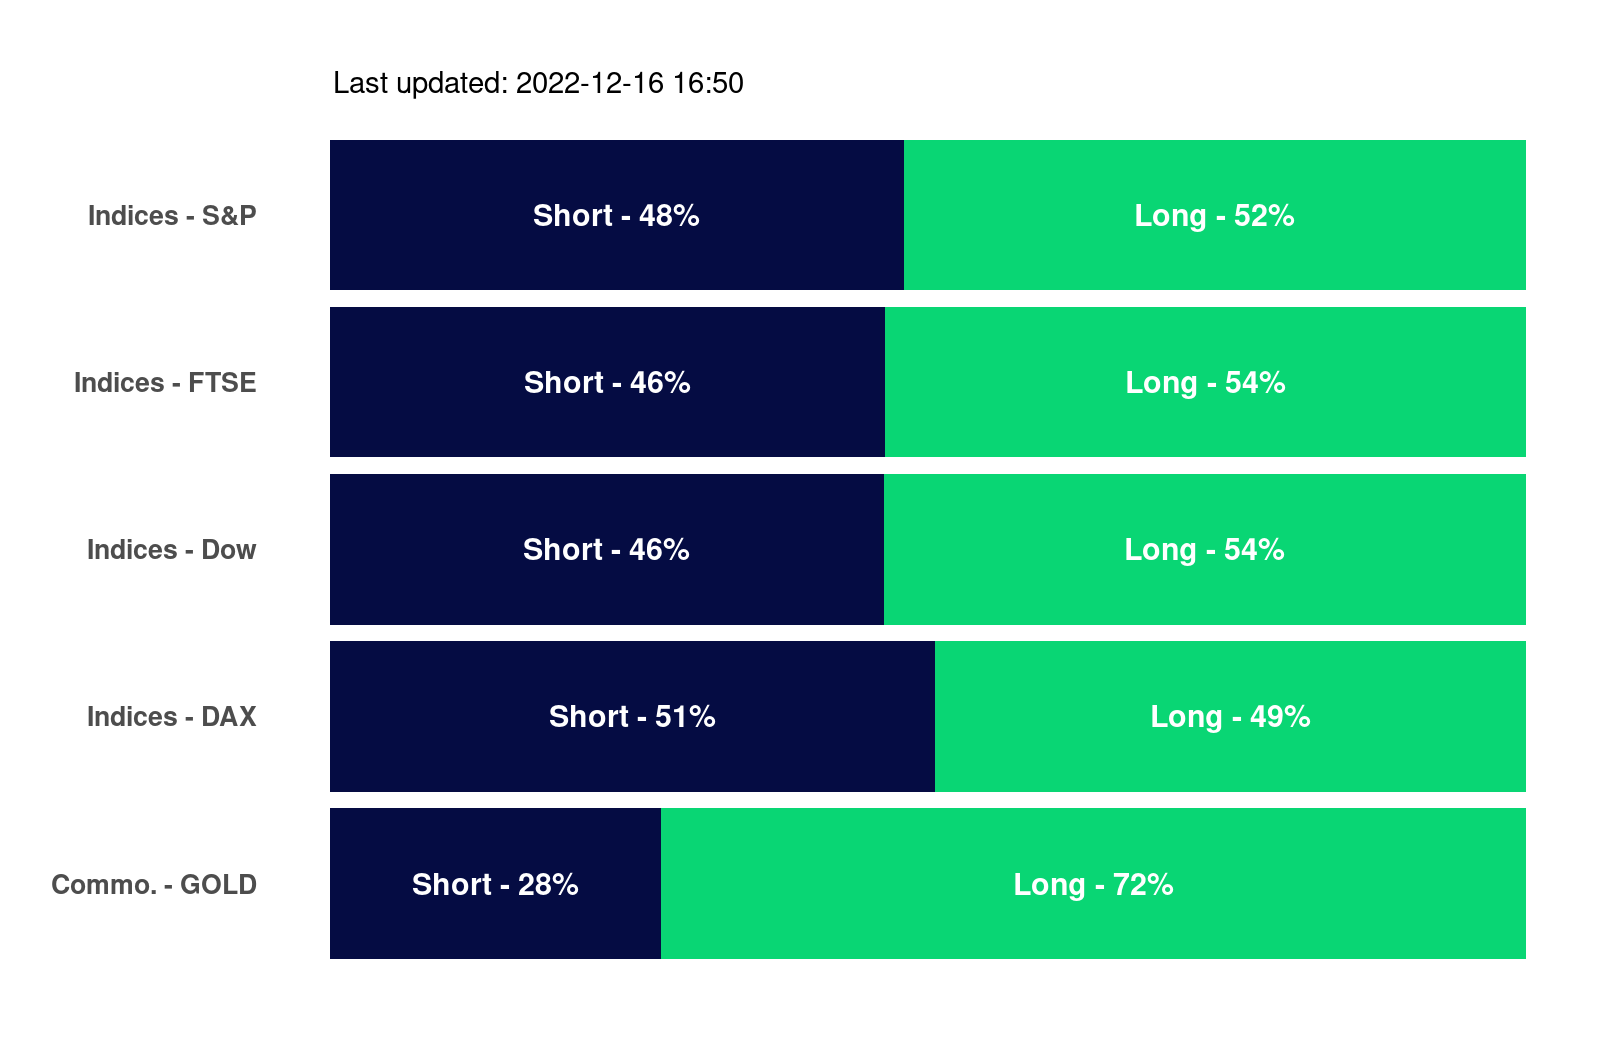 Last updated: 2022-12-16 16:50
Indices - S&P Short - 48% Long - 52%
Indices - FTSE Short - 46% Long - 54%
Indices - Dow Short - 46% Long - 54%
Indices - DAX Short - 51% Long - 49%
Commo. - GOLD Short - 28% Long - 72%